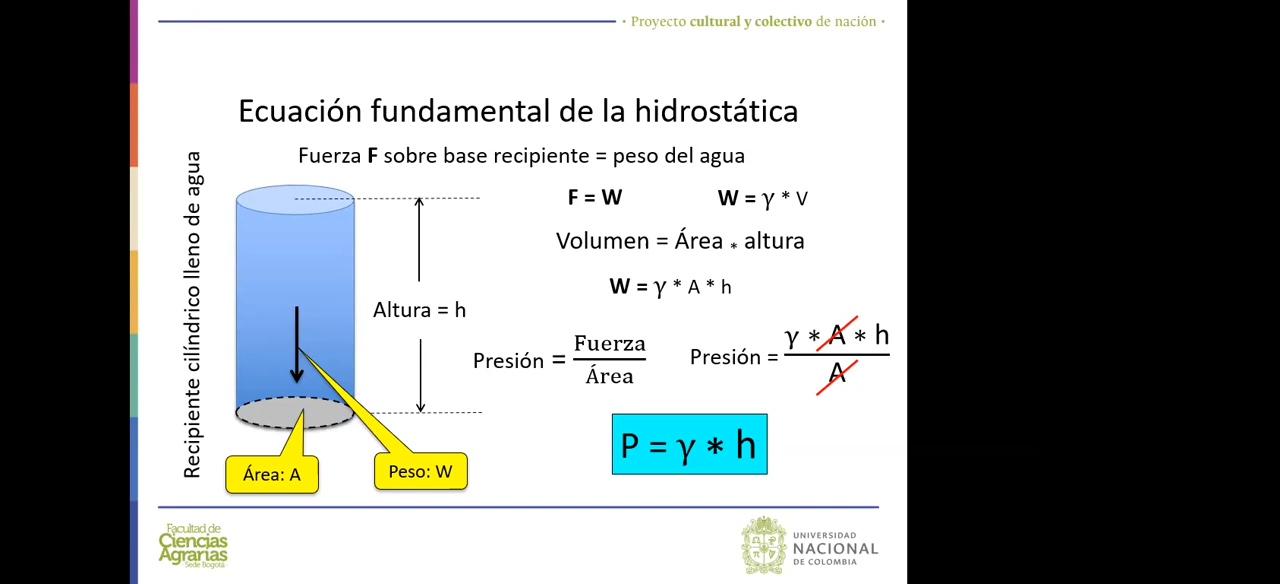 · Proyecto cultural y colectivo de nación ·
Ecuación fundamental de la hidrostática
Fuerza F sobre base recipiente = peso del agua
Recipiente cilíndrico lleno de agua
F = W
W = γ * V
Volumen = Área * altura
W = γ * A * h
Altura = h
Presión = Fuerza / Área
Presión = γ * A * h / A
P = γ * h
Área: A
Peso: W
Facultad de
Ciencias
Agrarias
Sede Bogotá
UNIVERSIDAD
NACIONAL
DE COLOMBIA